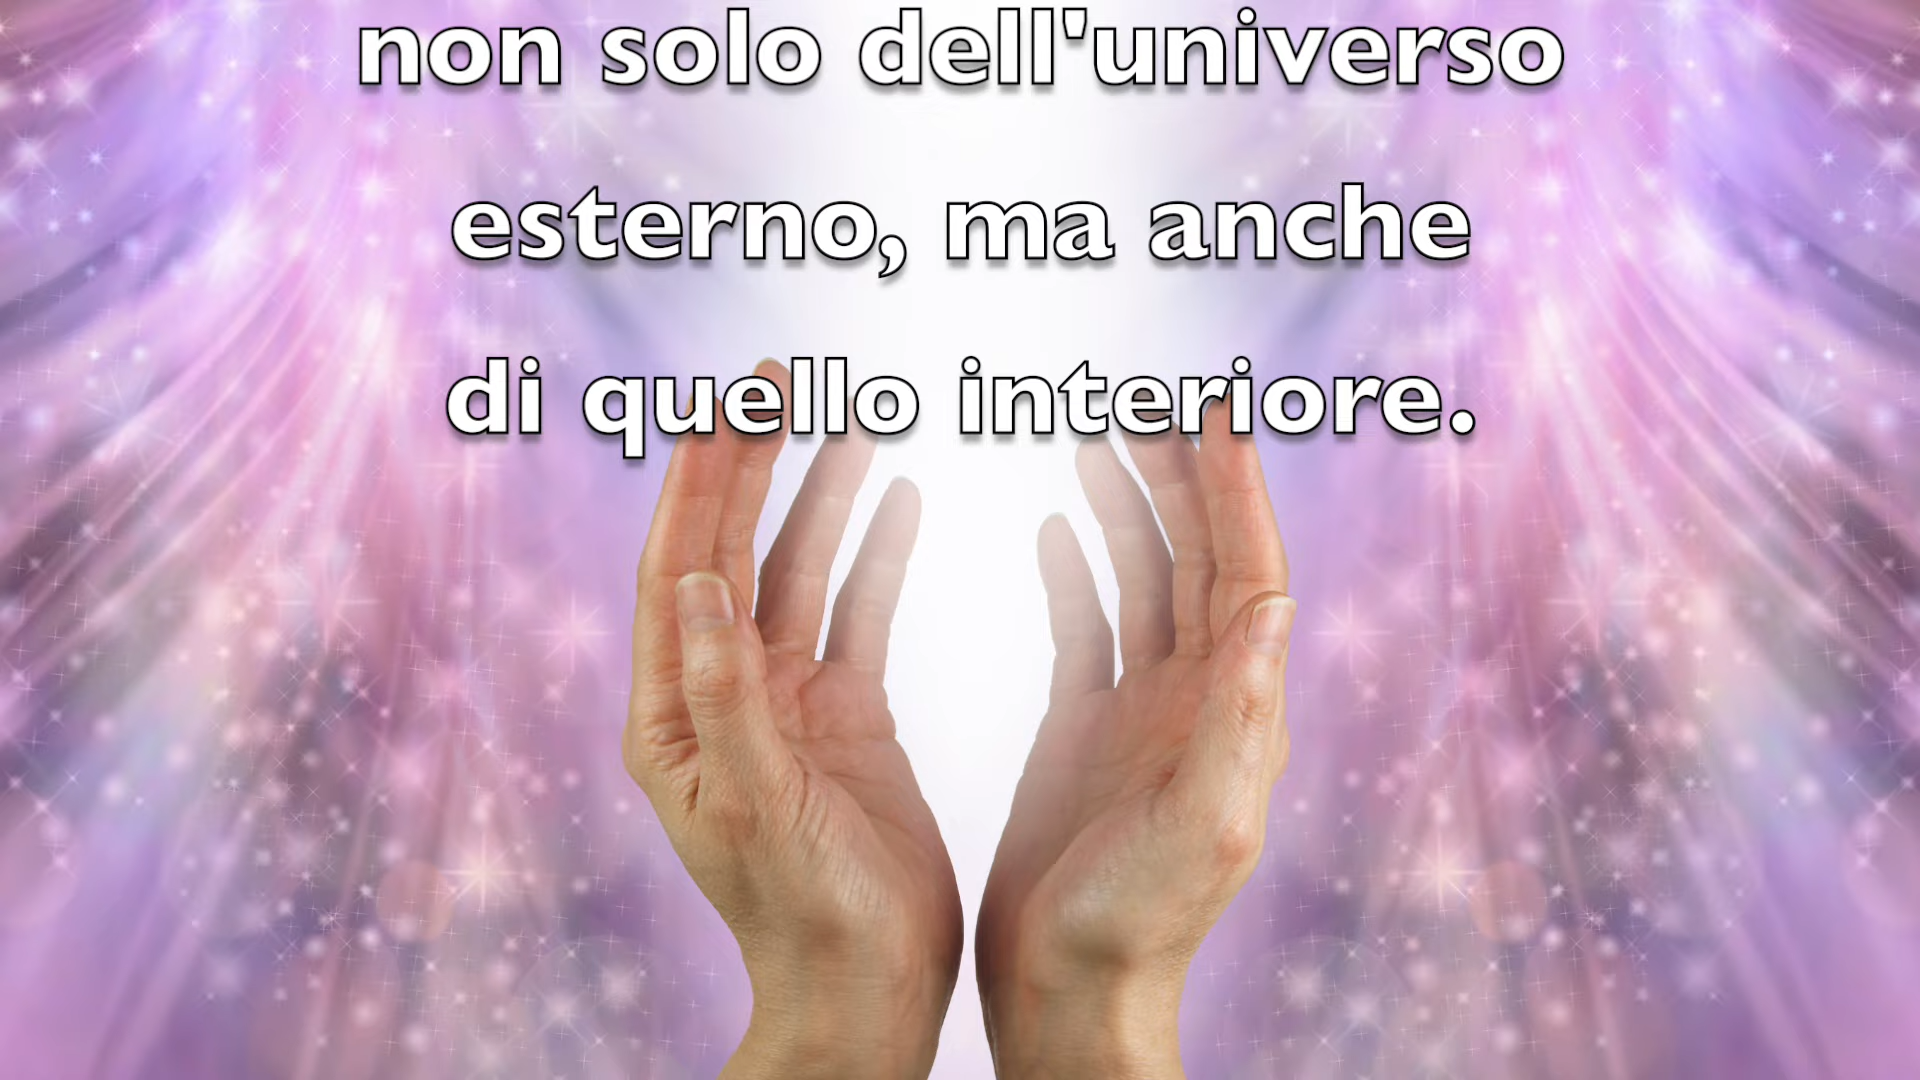 non solo dell'universo
esterno, ma anche
di quello interiore.